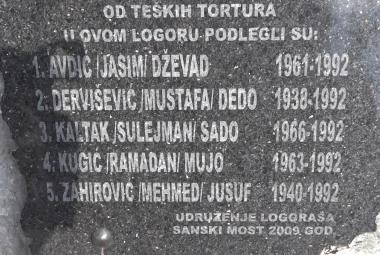 OD TEŠKIH TORTURA
U OVOM LOGORU PODLEGLI SU:
1. AVDIĆ /JASIM/ DŽEVAD 1961-1992
2. DERVIŠEVIĆ /MUSTAFA/ DEDO 1938-1992
3. KALTAK /SULEJMAN/ SADO 1966-1992
4. KUGIĆ /RAMADAN/ MUJO 1963-1992
5. ZAHIROVIĆ /MEHMED/ JUSUF 1940-1992
UDRUŽENJE LOGORAŠA
SANSKI MOST 2009. GOD.